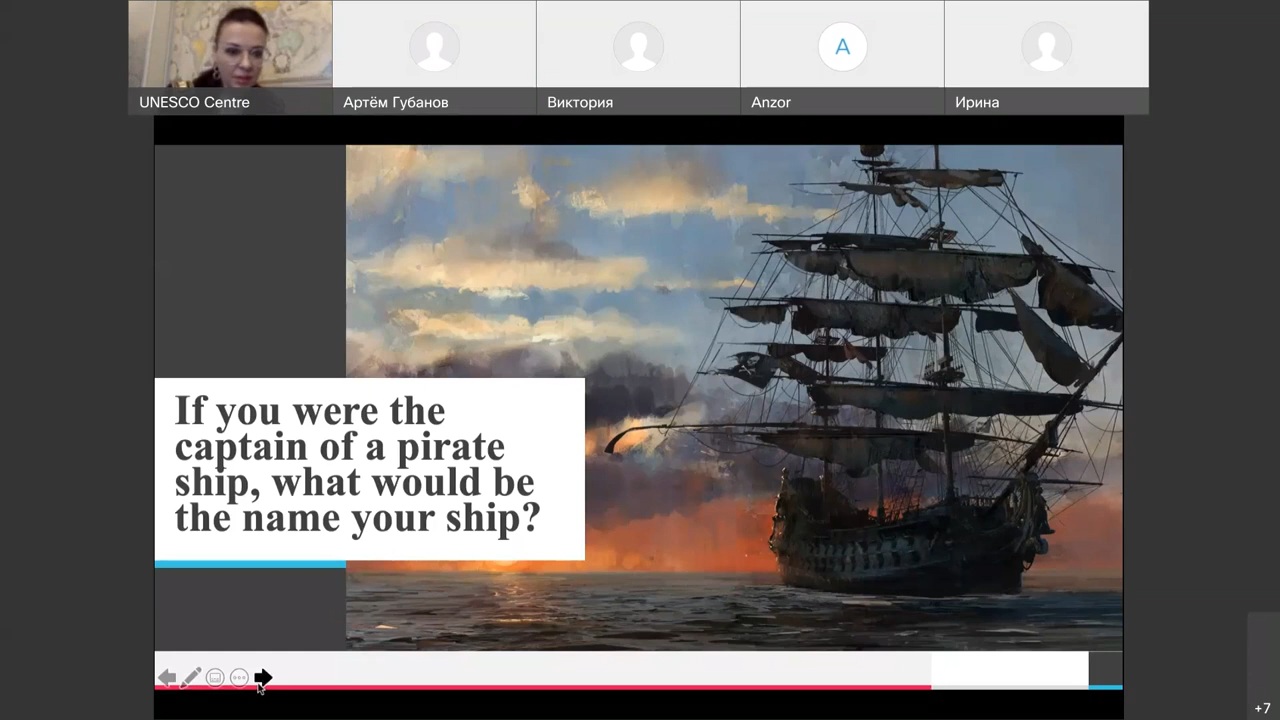 UNESCO Centre
Артём Губанов
Виктория
A
Anzor
Ирина
If you were the
captain of a pirate
ship, what would be
the name your ship?
+7